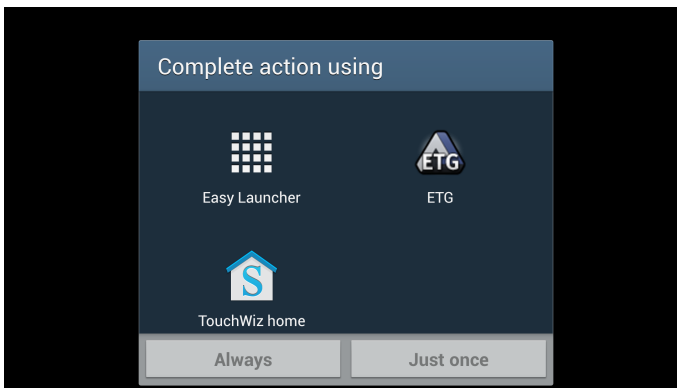 Complete action using
ETG
Easy Launcher
ETG
S
TouchWiz home
Always
Just once